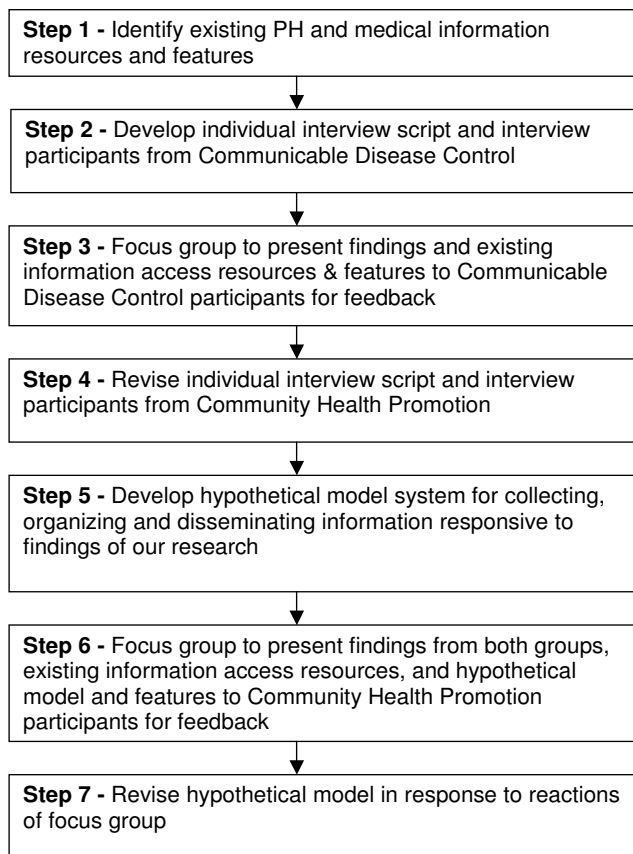 Step 1 - Identify existing PH and medical information
resources and features
Step 2 - Develop individual interview script and interview
participants from Communicable Disease Control
Step 3 - Focus group to present findings and existing
information access resources & features to Communicable
Disease Control participants for feedback
Step 4 - Revise individual interview script and interview
participants from Community Health Promotion
Step 5 - Develop hypothetical model system for collecting,
organizing and disseminating information responsive to
findings of our research
Step 6 - Focus group to present findings from both groups,
existing information access resources, and hypothetical
model and features to Community Health Promotion
participants for feedback
Step 7 - Revise hypothetical model in response to reactions
of focus group